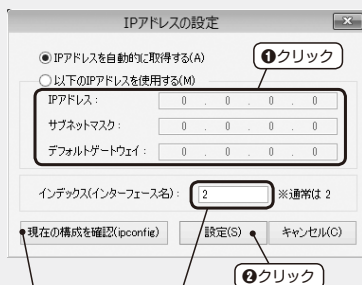 IPアドレスの設定
IPアドレスを自動的に取得する(A)
❶クリック
以下のIPアドレスを使用する(M)
IPアドレス： 0 . 0 . 0 . 0
サブネットマスク： 0 . 0 . 0 . 0
デフォルトゲートウェイ： 0 . 0 . 0 . 0
インデックス(インターフェース名)： 2 ※通常は 2
現在の構成を確認(ipconfig) 設定(S) キャンセル(C)
❷クリック